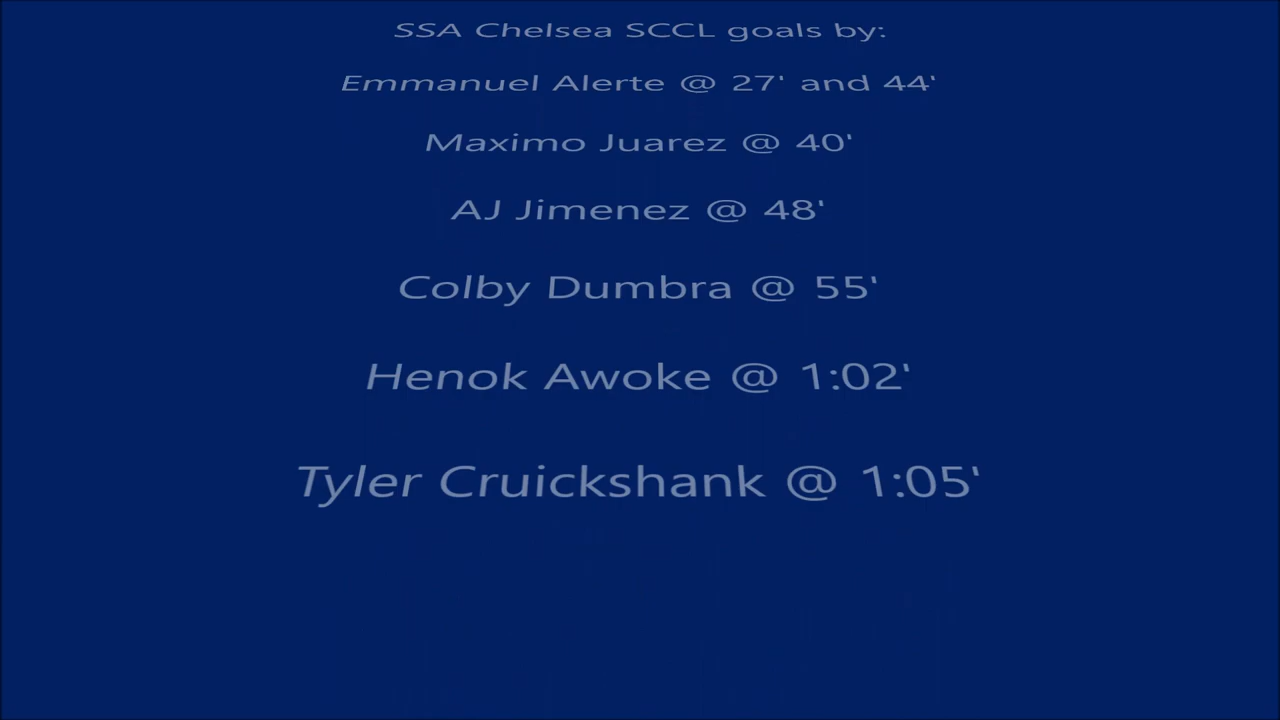 SSA Chelsea SCCL goals by:
Emmanuel Alerte @ 27' and 44'
Maximo Juarez @ 40'
AJ Jimenez @ 48'
Colby Dumbra @ 55'
Henok Awoke @ 1:02'
Tyler Cruickshank @ 1:05'